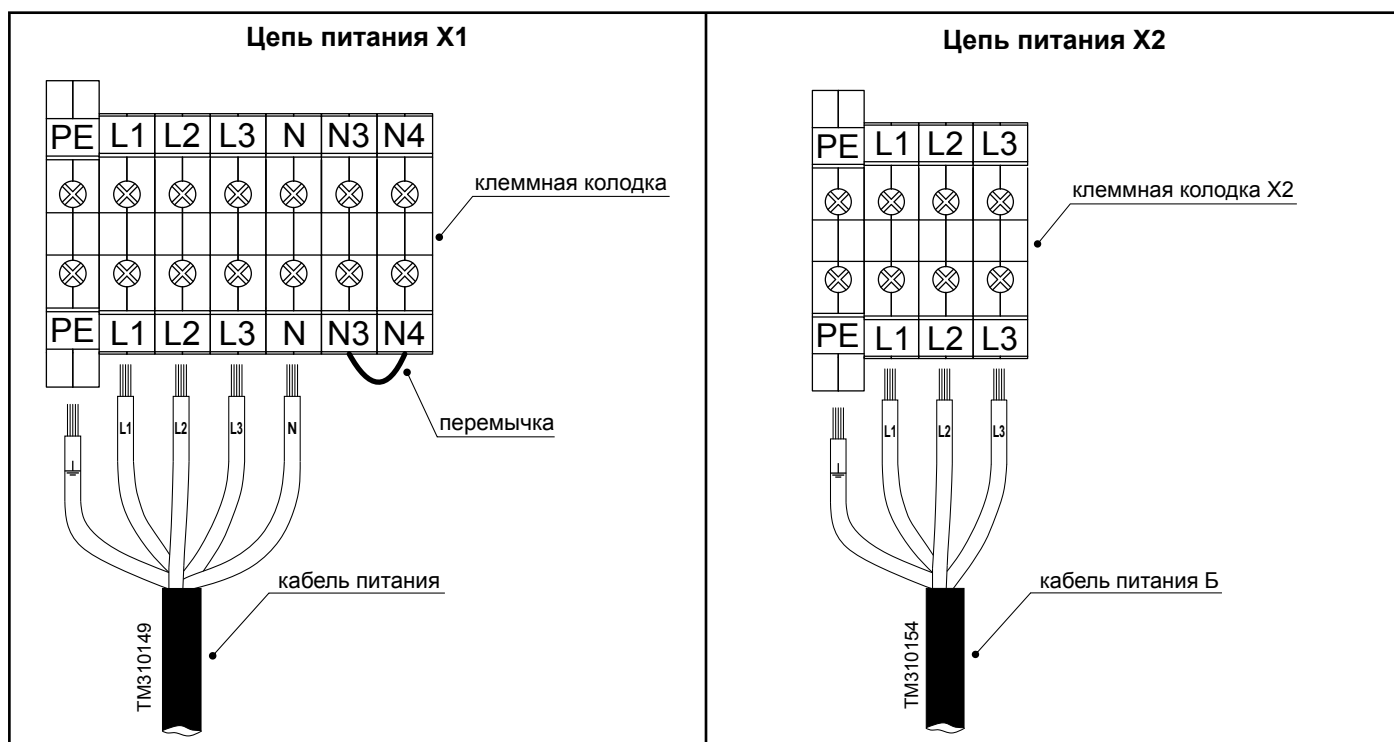 Цепь питания X1
PE L1 L2 L3 N N3 N4
клеммная колодка
PE L1 L2 L3 N N3 N4
L1 L2 L3 N
перемычка
кабель питания
TM310149
Цепь питания X2
PE L1 L2 L3
клеммная колодка X2
PE L1 L2 L3
L1 L2 L3
кабель питания Б
TM310154